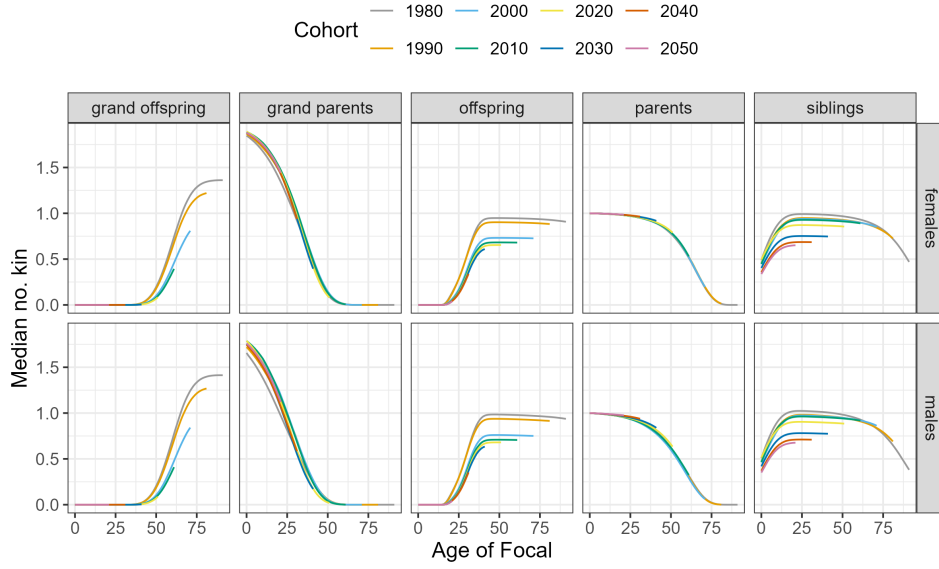 Cohort
1980 2000 2020 2040
1990 2010 2030 2050
grand offspring grand parents offspring parents siblings
1.5
1.0
0.5
0.0
females
1.5
1.0
0.5
0.0
males
Median no. kin
0 25 50 75 0 25 50 75 0 25 50 75 0 25 50 75 0 25 50 75
Age of Focal